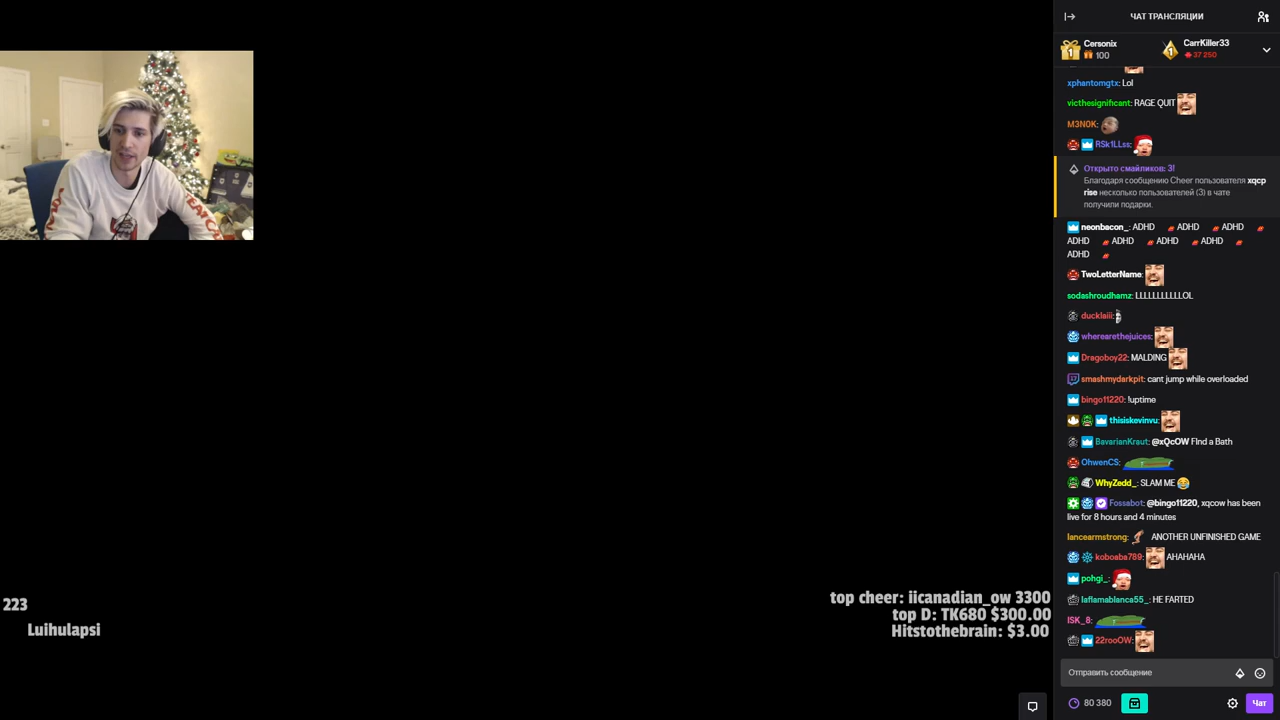 ЧАТ ТРАНСЛЯЦИИ
Cersonix
100
CarrKiller33
37 250
xphantomgtx: Lol
victhesignificant: RAGE QUIT
M3N0K:
RSk1LLss:
Открыто смайликов: 3!
Благодаря сообщению Cheer пользователя xqcp
rise несколько пользователей (3) в чате
получили подарки.
neonbacon_: ADHD ADHD ADHD
ADHD ADHD ADHD ADHD
ADHD
TwoLetterName:
sodashroudhamz: LLLLLLLLLLLOL
ducklaiii:
wherearethejuices:
Dragoboy22: MALDING
smashmydarkpit: cant jump while overloaded
bingo11220: !uptime
thisiskevinvu:
BavarianKraut: @xQcOW FInd a Bath
OhwenCS:
WhyZedd_: SLAM ME
Fossabot: @bingo11220, xqcow has been
live for 8 hours and 4 minutes
lancearmstrong: ANOTHER UNFINISHED GAME
koboaba789: AHAHAHA
pohgi_:
laflamablanca55_: HE FARTED
ISK_8:
22rooOW:
Отправить сообщение
80 380
Чат
223
Luihulapsi
top cheer: iicanadian_ow 3300
top D: TK680 $300.00
Hitstothebrain: $3.00